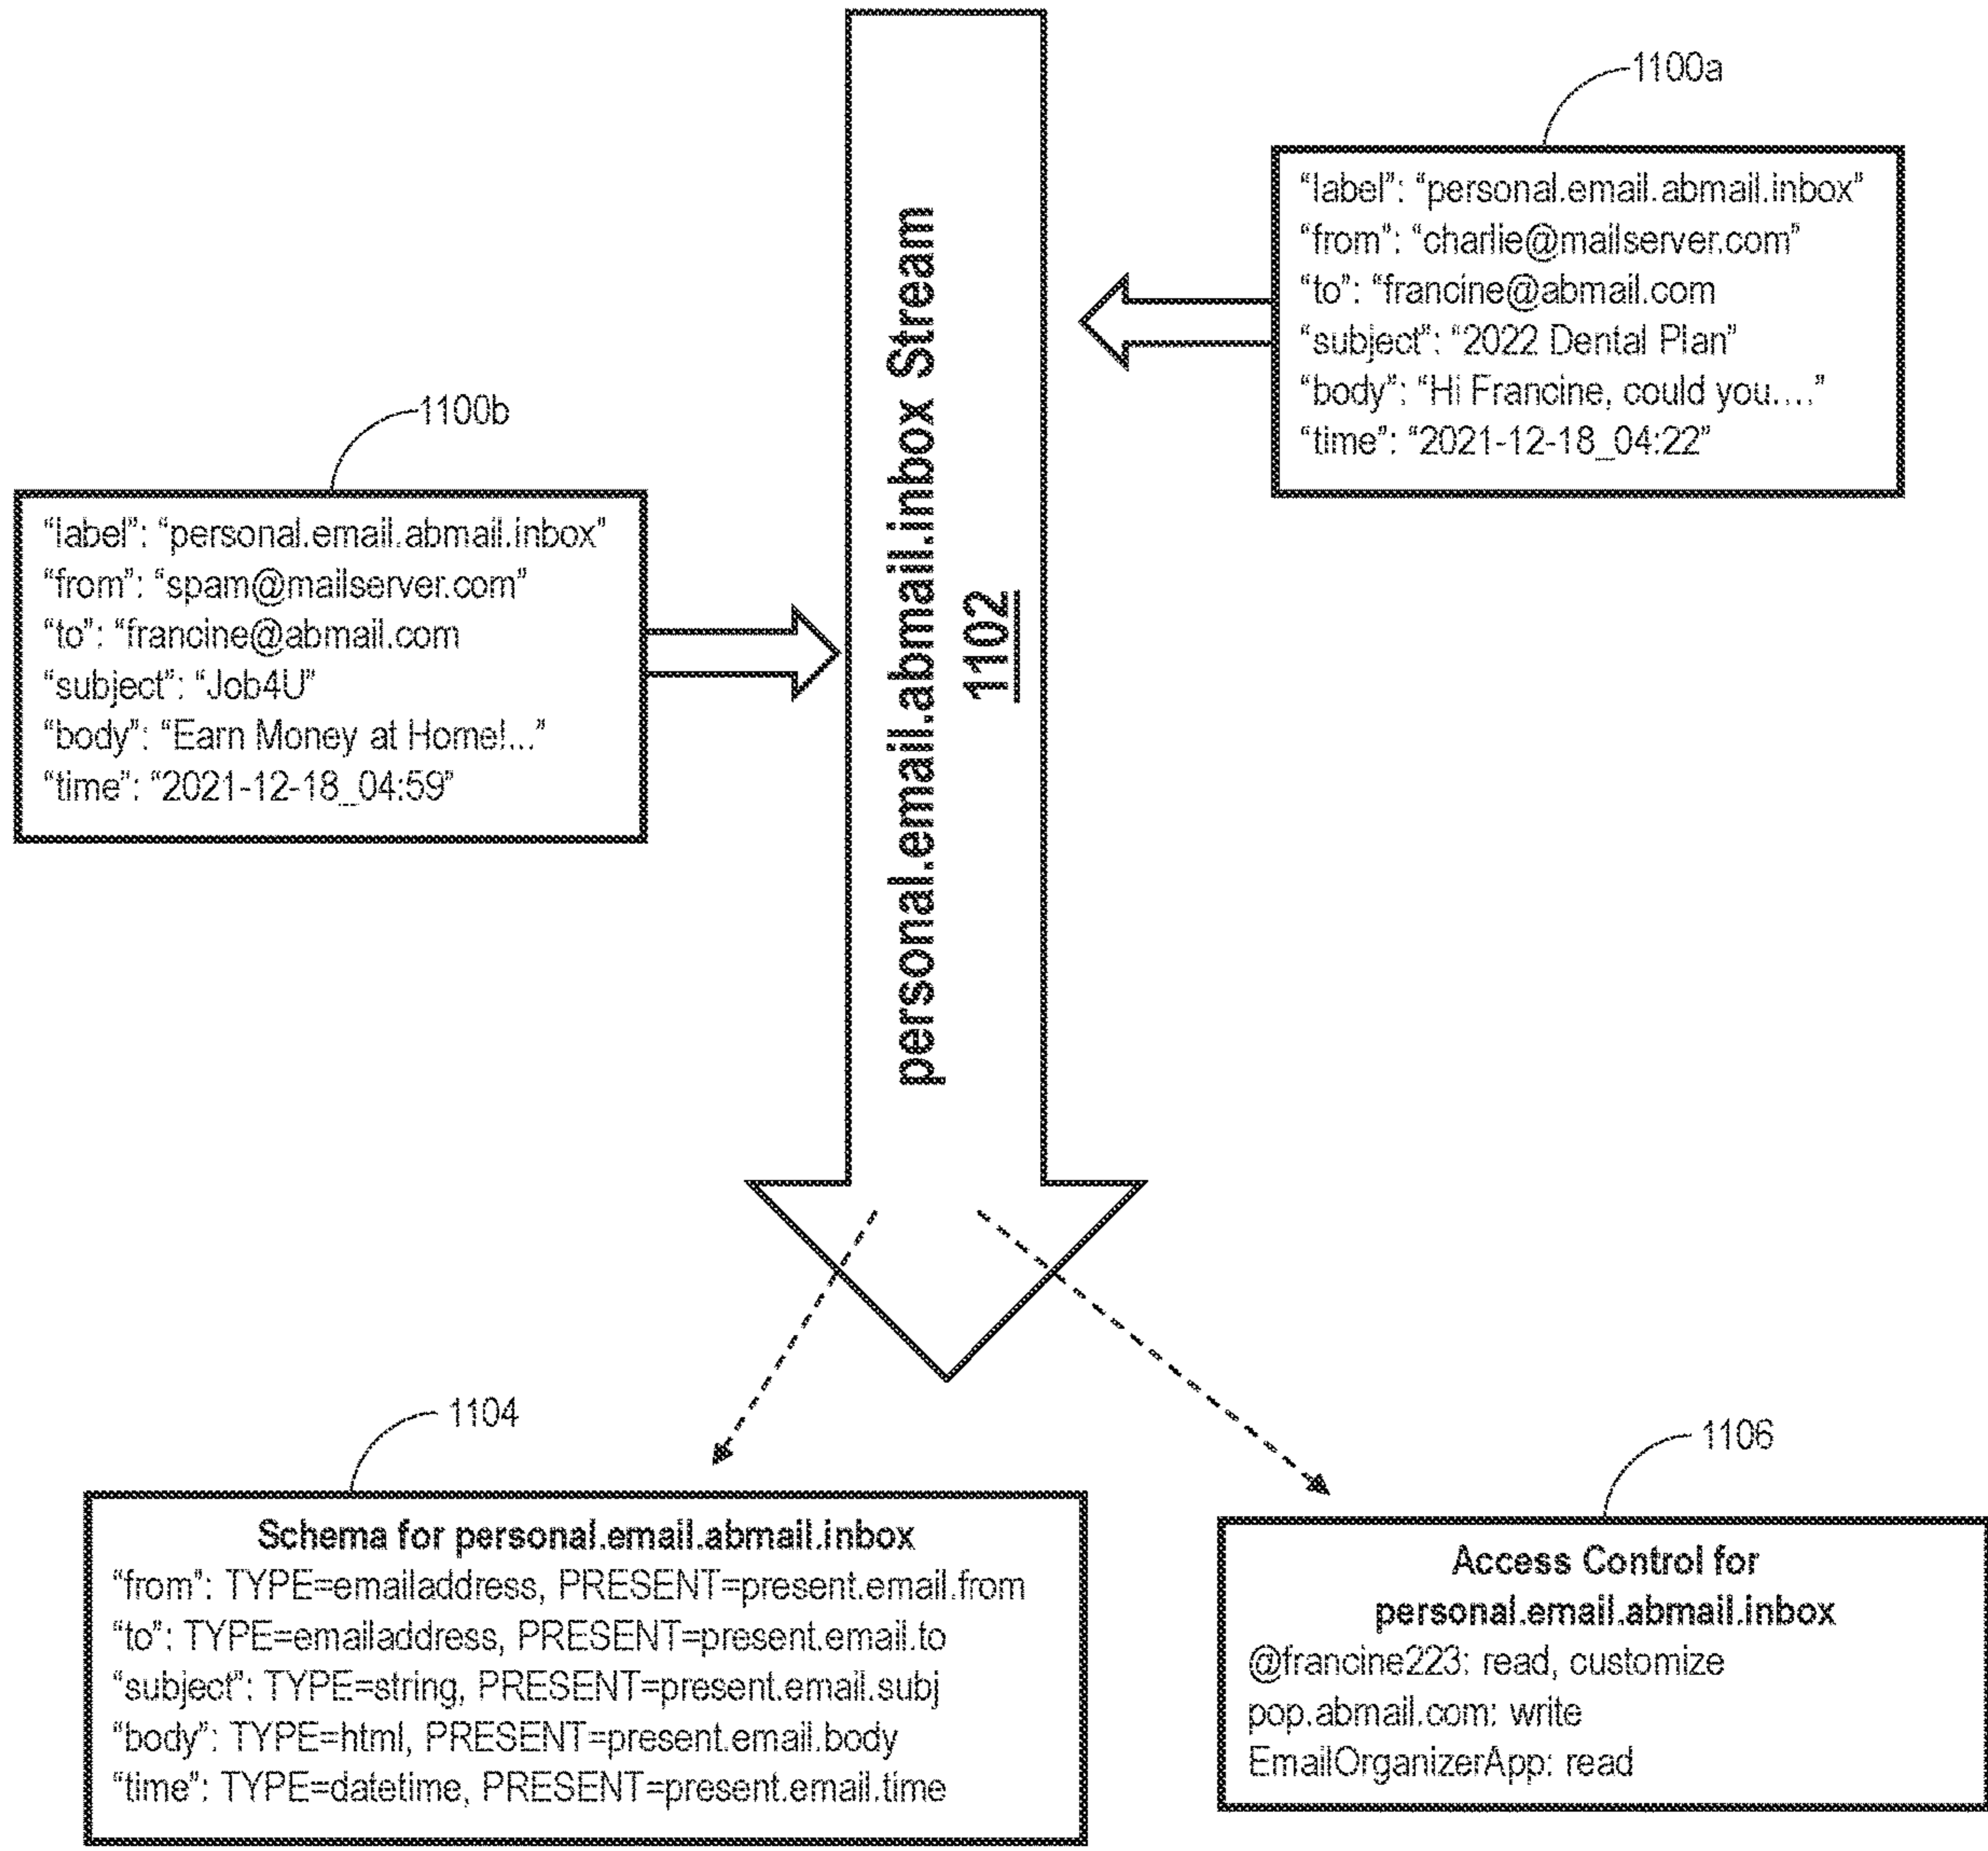 1100a
“label”: “personal.email.abmail.inbox”
“from”: “charlie@mailserver.com”
“to”: “francine@abmail.com
“subject”: “2022 Dental Plan”
“body”: “Hi Francine, could you....”
“time”: “2021-12-18_04:22”
1100b
“label”: “personal.email.abmail.inbox”
“from”: “spam@mailserver.com”
“to”: “francine@abmail.com
“subject”: “Job4U”
“body”: “Earn Money at Home!...”
“time”: “2021-12-18_04:59”
personal.email.abmail.inbox Stream
1102
1104
Schema for personal.email.abmail.inbox
“from”: TYPE=emailaddress, PRESENT=present.email.from
“to”: TYPE=emailaddress, PRESENT=present.email.to
“subject”: TYPE=string, PRESENT=present.email.subj
“body”: TYPE=html, PRESENT=present.email.body
“time”: TYPE=datetime, PRESENT=present.email.time
1106
Access Control for
personal.email.abmail.inbox
@francine223: read, customize
pop.abmail.com: write
EmailOrganizerApp: read